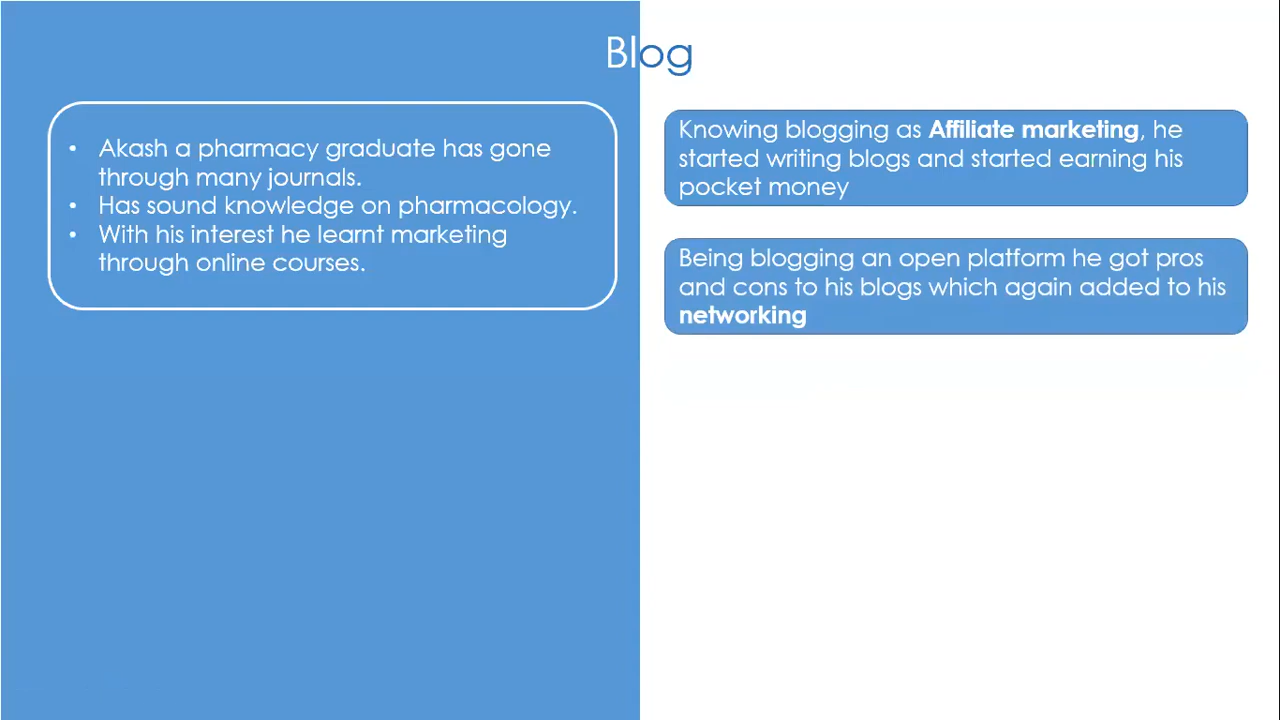 Blog
• Akash a pharmacy graduate has gone
through many journals.
• Has sound knowledge on pharmacology.
• With his interest he learnt marketing
through online courses.
Knowing blogging as Affiliate marketing, he
started writing blogs and started earning his
pocket money
Being blogging an open platform he got pros
and cons to his blogs which again added to his
networking